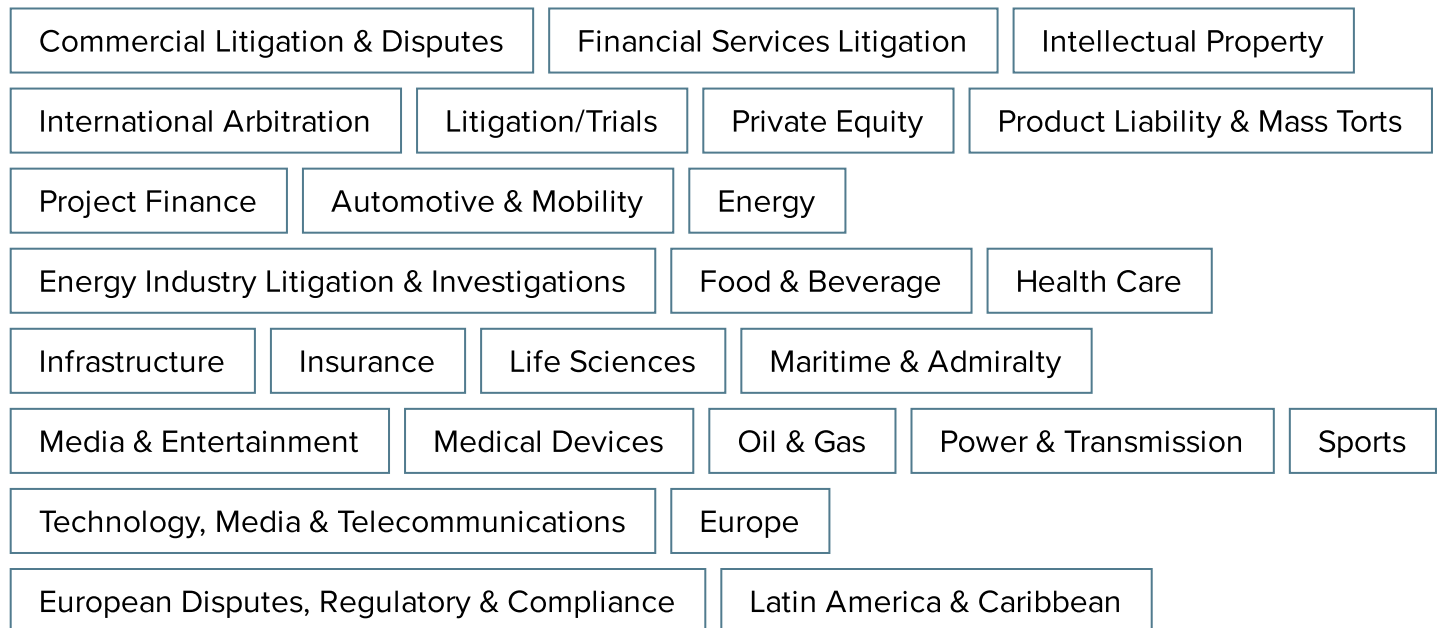 Commercial Litigation & Disputes Financial Services Litigation Intellectual Property
International Arbitration Litigation/Trials Private Equity Product Liability & Mass Torts
Project Finance Automotive & Mobility Energy
Energy Industry Litigation & Investigations Food & Beverage Health Care
Infrastructure Insurance Life Sciences Maritime & Admiralty
Media & Entertainment Medical Devices Oil & Gas Power & Transmission Sports
Technology, Media & Telecommunications Europe
European Disputes, Regulatory & Compliance Latin America & Caribbean